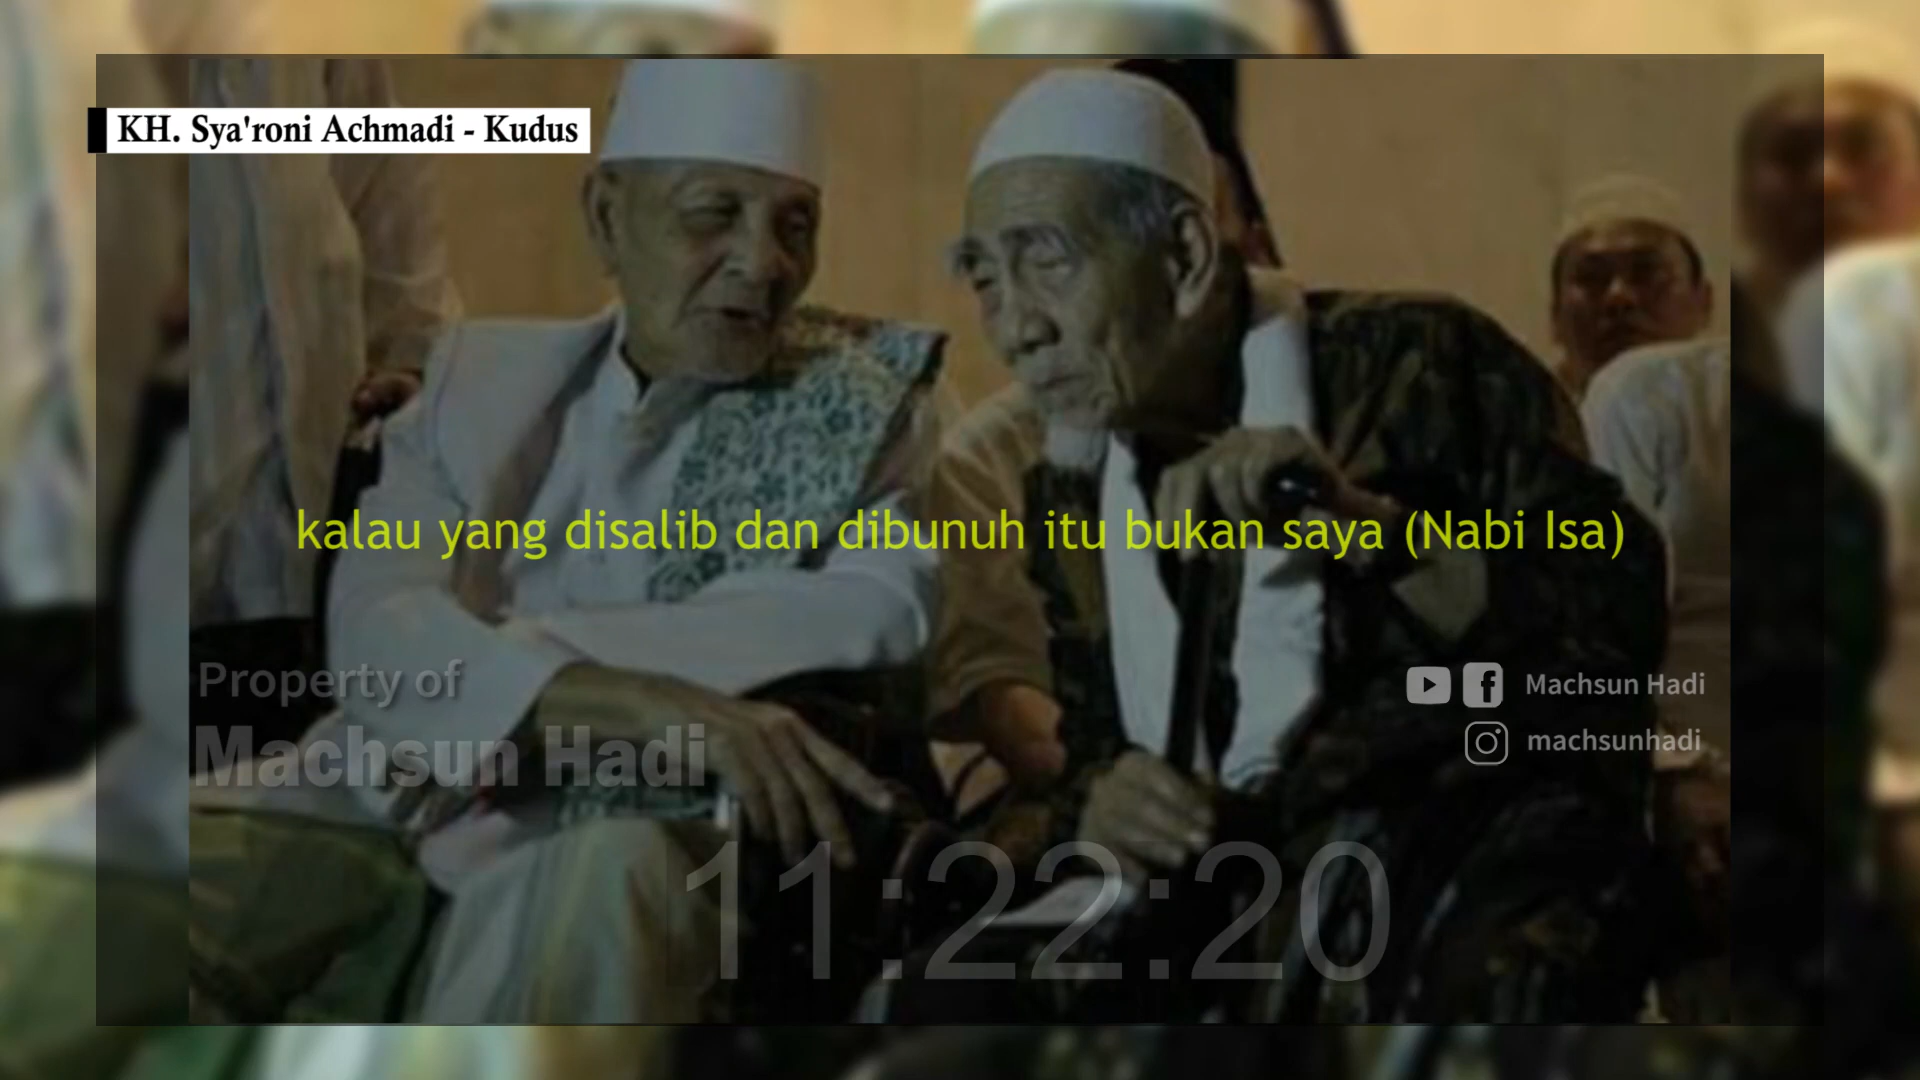 KH. Sya'roni Achmadi - Kudus
kalau yang disalib dan dibunuh itu bukan saya (Nabi Isa)
Property of
Machsun Hadi
Machsun Hadi
machsunhadi
11:22:20